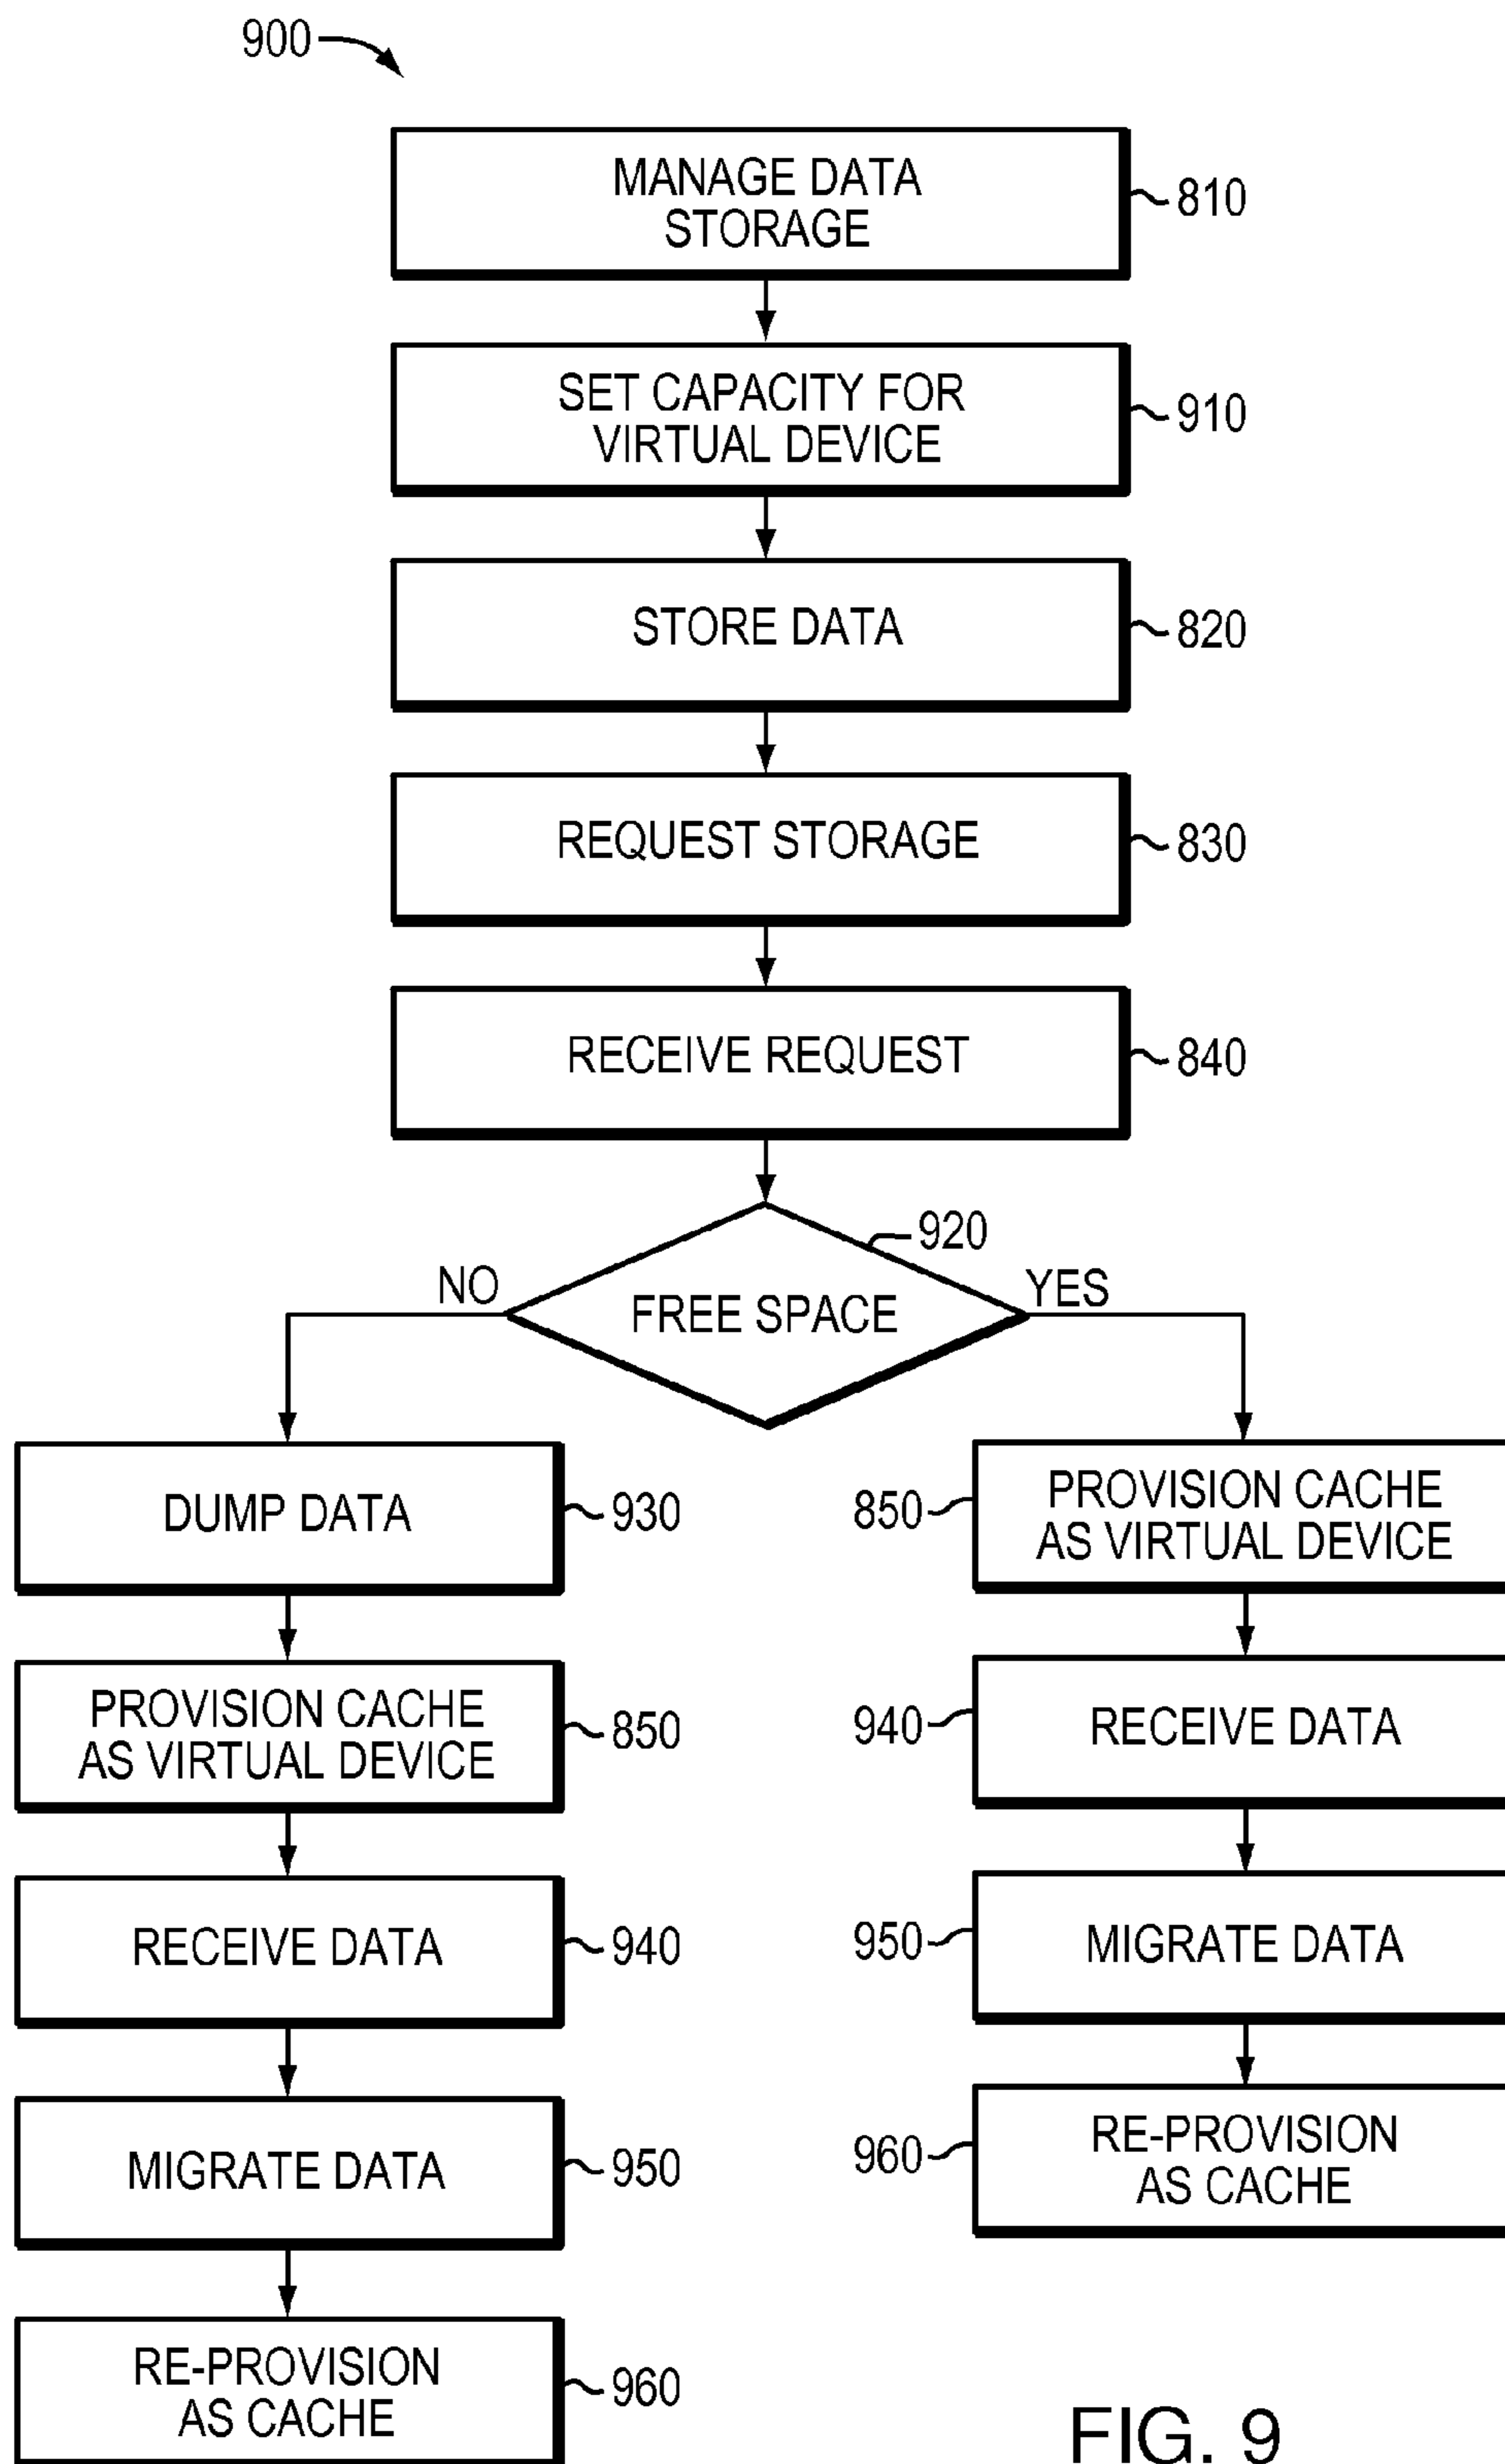 900
MANAGE DATA
STORAGE
810
SET CAPACITY FOR
VIRTUAL DEVICE
910
STORE DATA
820
REQUEST STORAGE
830
RECEIVE REQUEST
840
920
NO
FREE SPACE
YES
DUMP DATA
930
PROVISION CACHE
AS VIRTUAL DEVICE
850
RECEIVE DATA
940
MIGRATE DATA
950
RE-PROVISION
AS CACHE
960
850
PROVISION CACHE
AS VIRTUAL DEVICE
940
RECEIVE DATA
950
MIGRATE DATA
960
RE-PROVISION
AS CACHE
FIG. 9